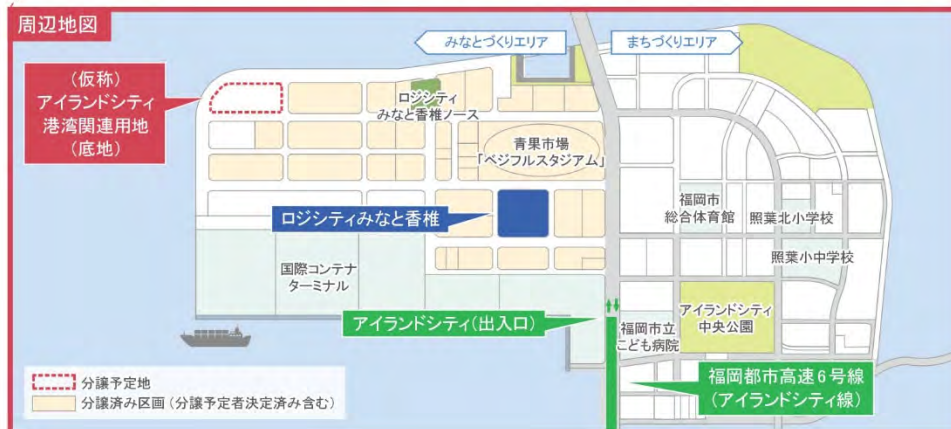 周辺地図
みなとづくりエリア
まちづくりエリア
(仮称)
アイランドシティ
港湾関連用地
(底地)
ロジシティ
みなと香椎ノース
青果市場
「ベジフルスタジアム」
ロジシティみなと香椎
福岡市
総合体育館
照葉北小学校
照葉小中学校
国際コンテナ
ターミナル
アイランドシティ(出入口)
福岡市立
こども病院
アイランドシティ
中央公園
福岡都市高速6号線
(アイランドシティ線)
分譲予定地
分譲済み区画(分譲予定者決定済み含む)